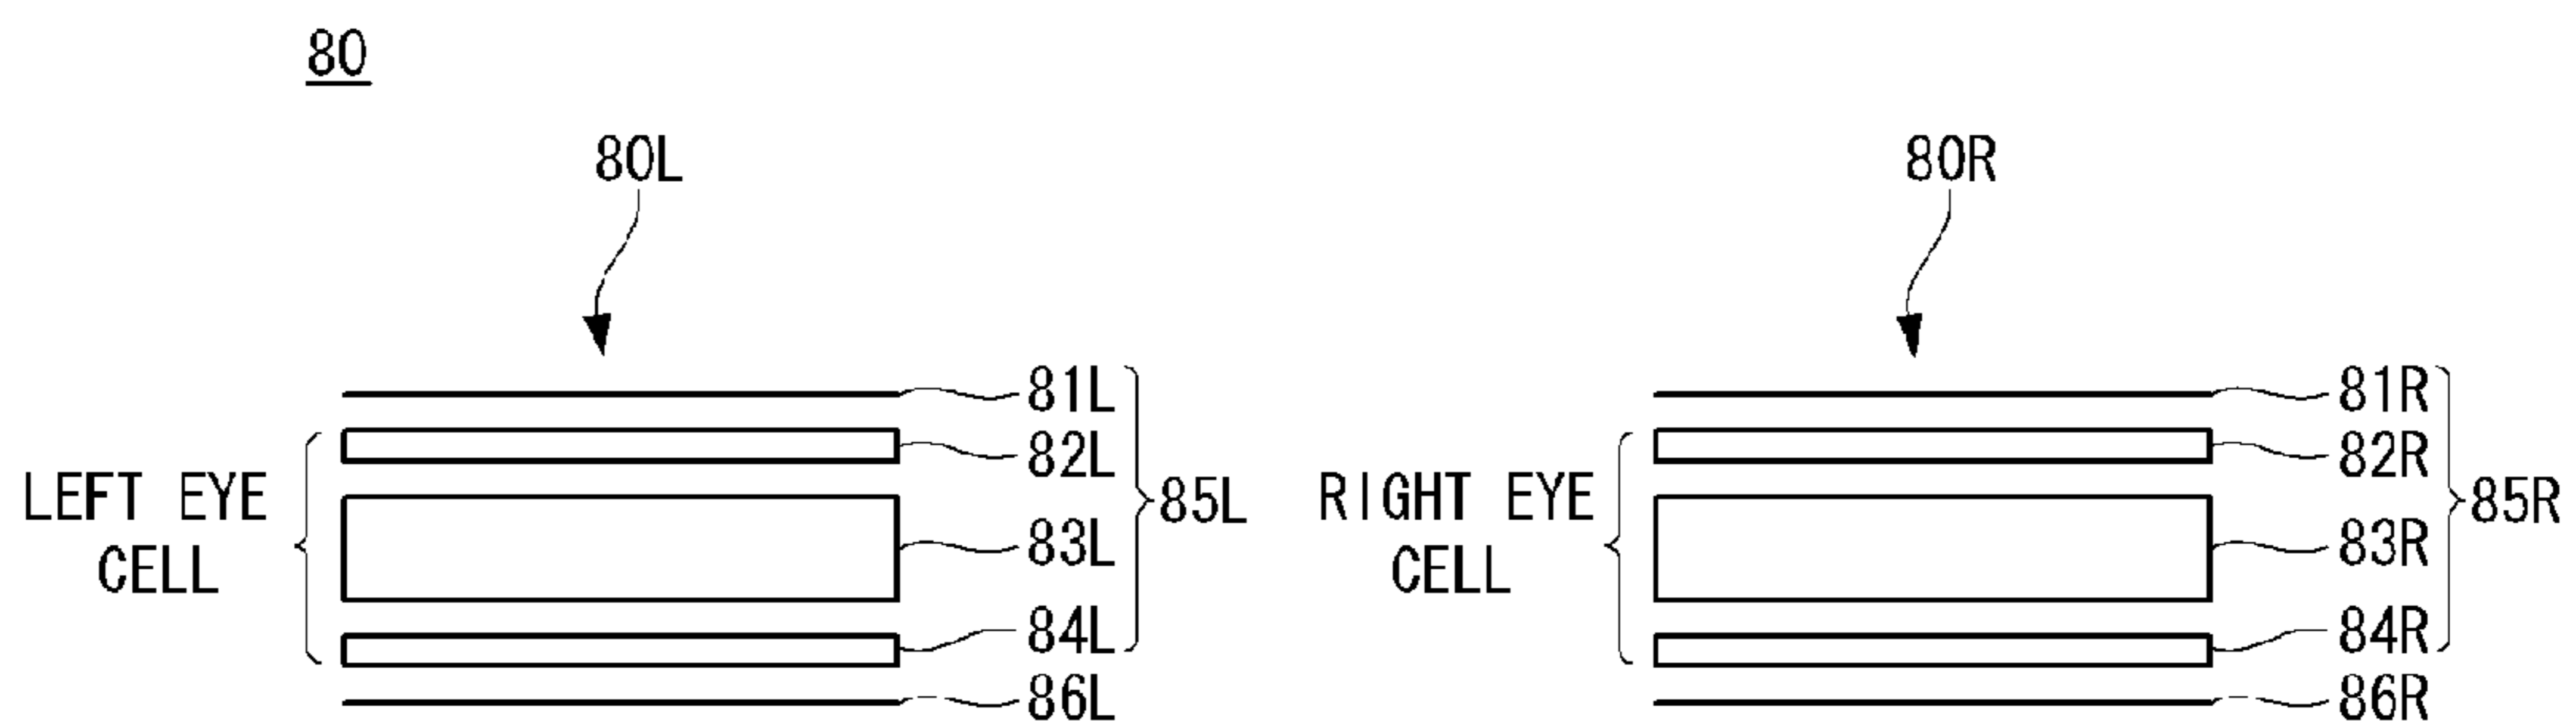 80
80L
80R
81L
82L
LEFT EYE
CELL
83L
85L
84L
86L
81R
82R
RIGHT EYE
CELL
83R
85R
84R
86R